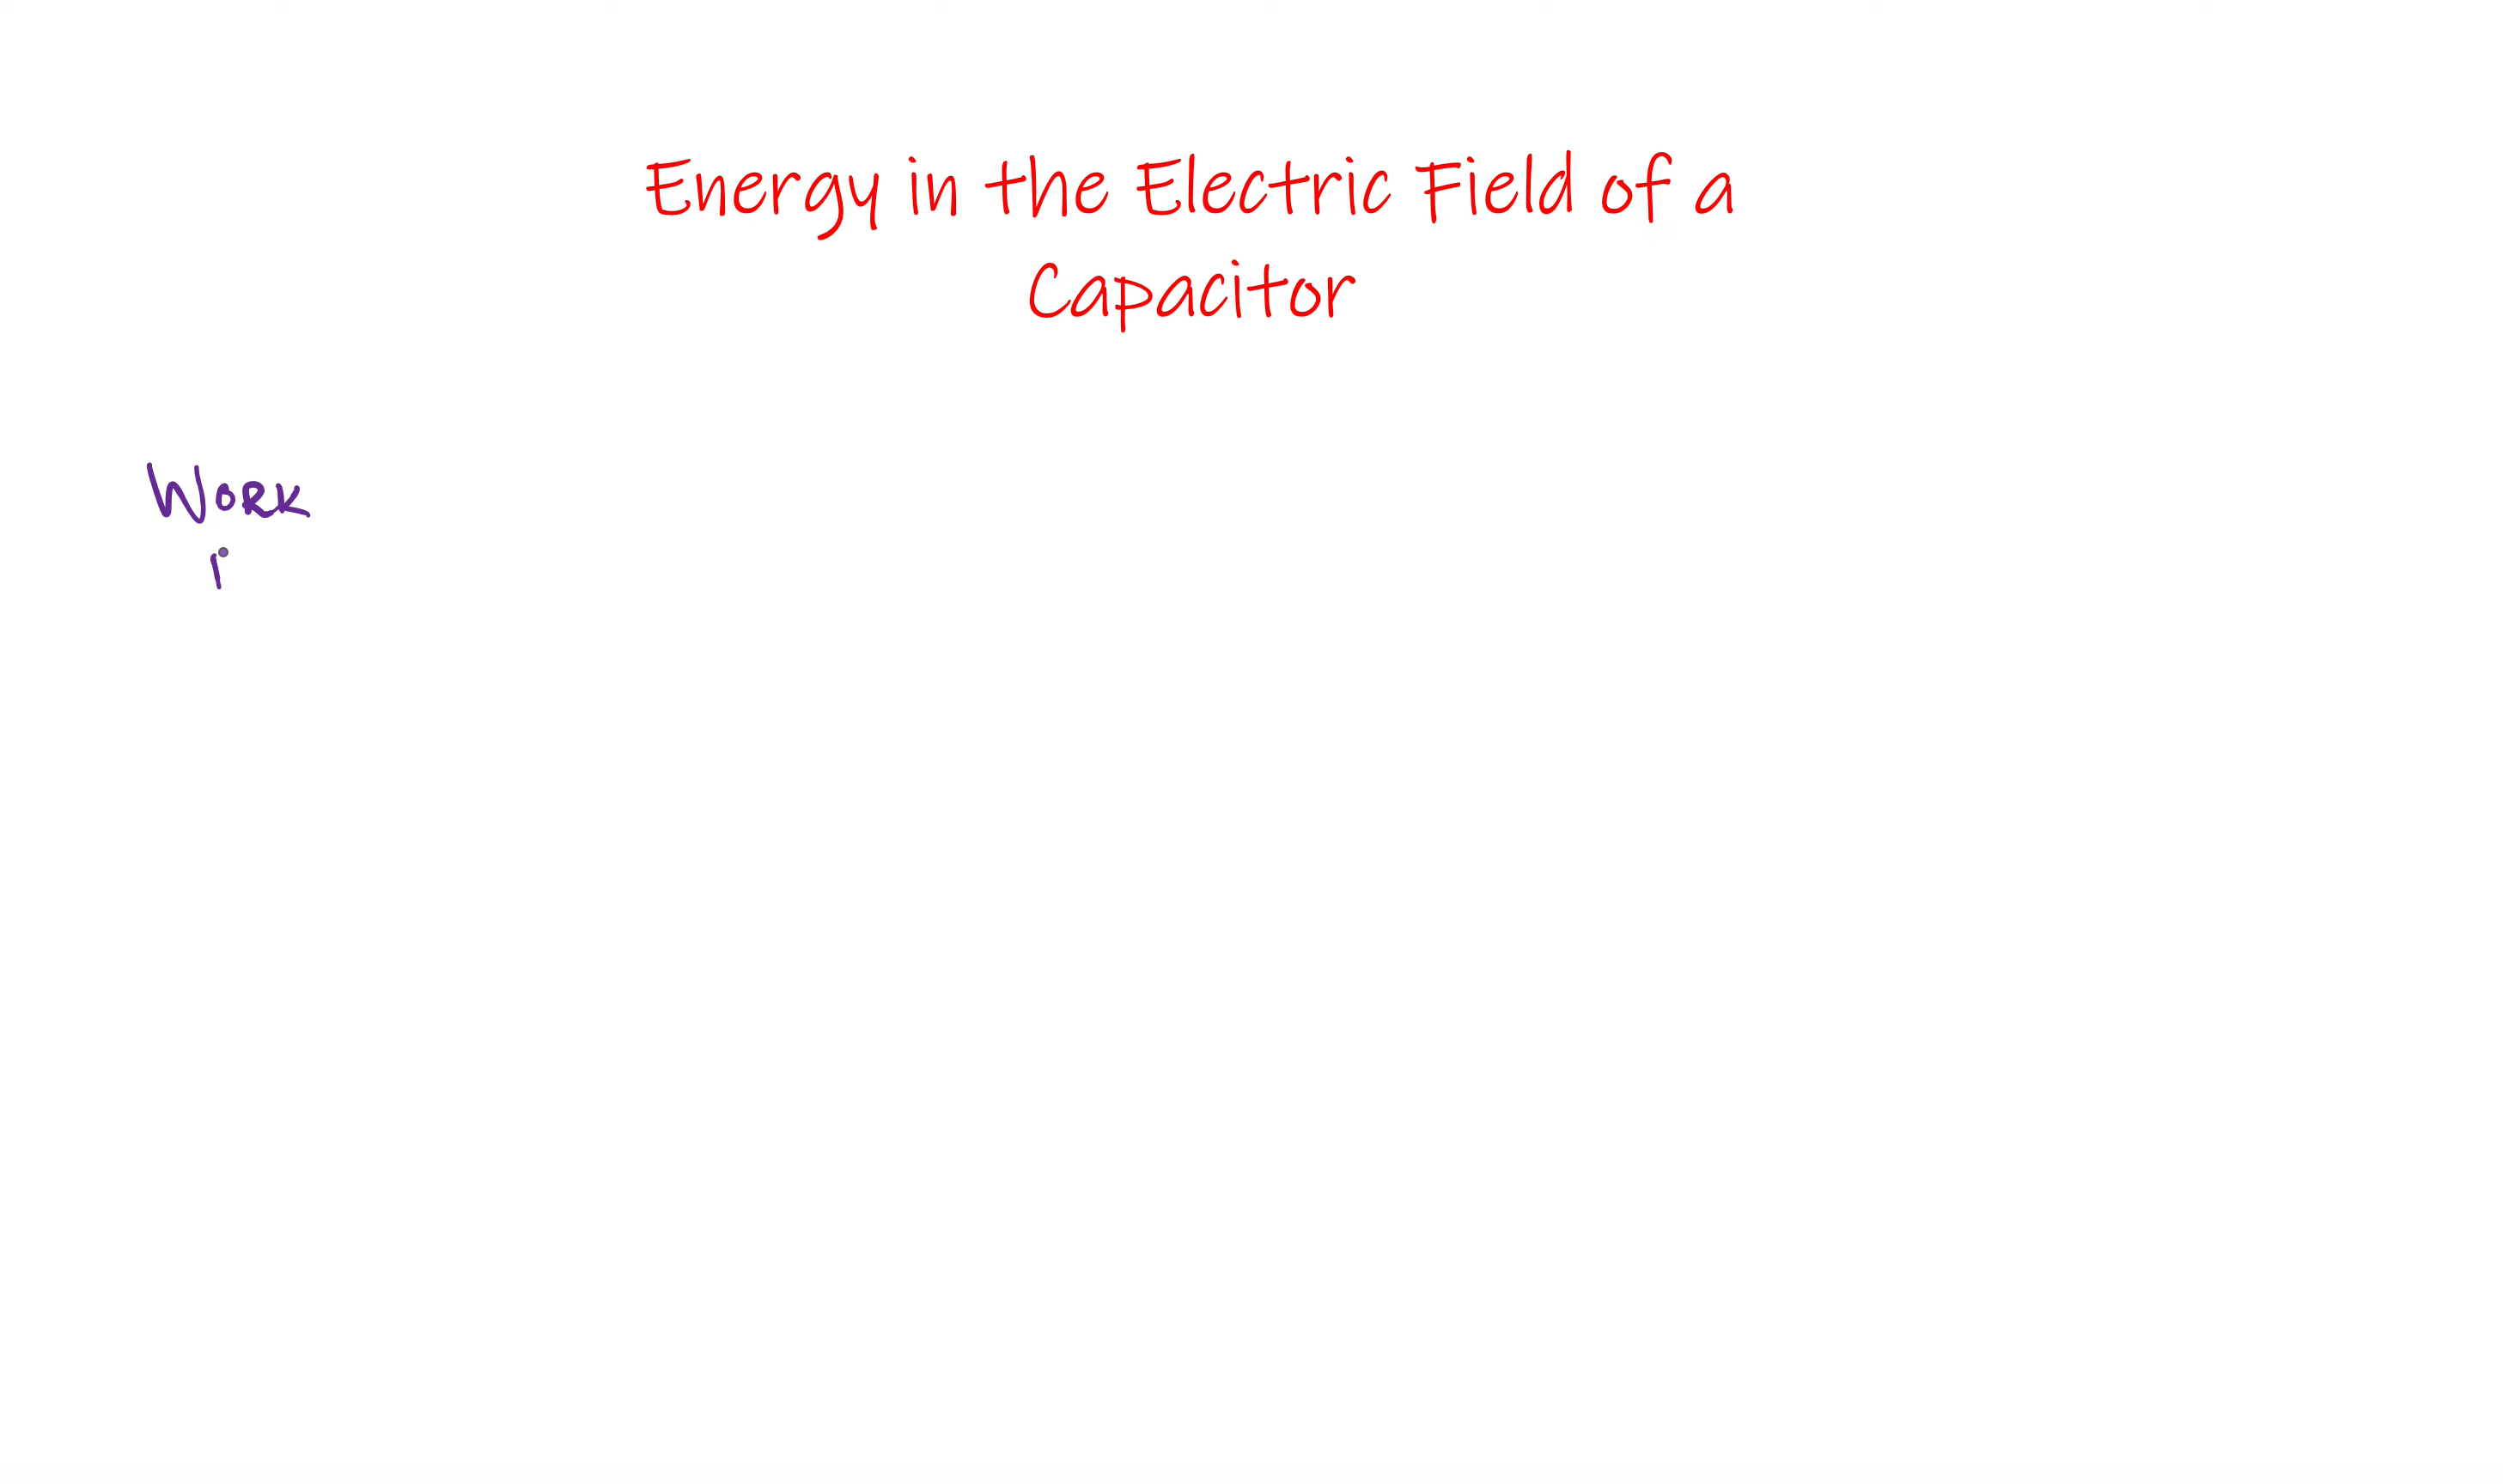 Energy in the Electric Field of a
Capacitor
Work